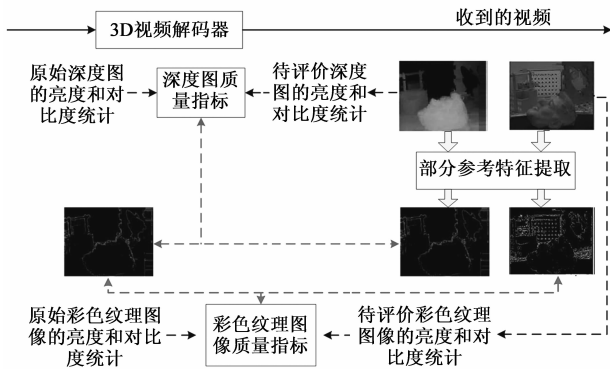 3D视频解码器
收到的视频
原始深度图
的亮度和对
比度统计
深度图质
量指标
待评价深度
图的亮度和
对比度统计
部分参考特征提取
原始彩色纹理图
像的亮度和对比
度统计
彩色纹理图
像质量指标
待评价彩色纹理
图像的亮度和对
比度统计